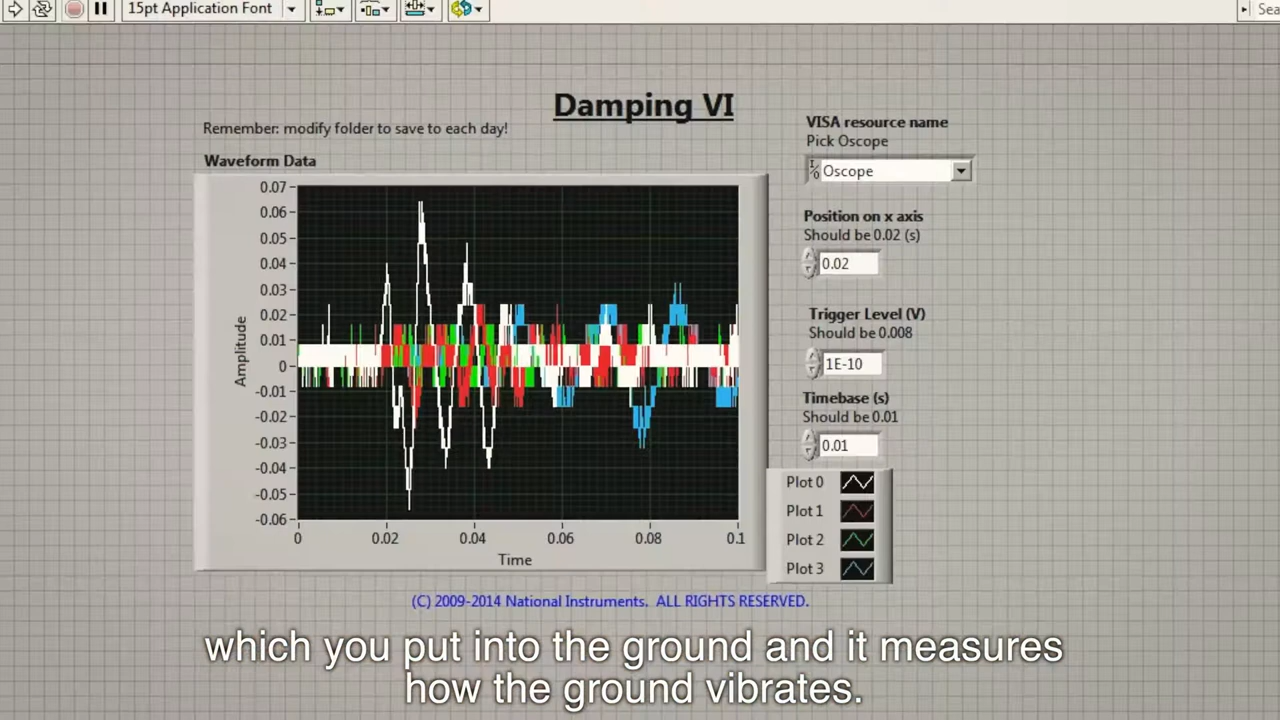 15pt Application Font
Sea
Damping VI
Remember: modify folder to save to each day!
Waveform Data
VISA resource name
Pick Oscope
I/0
Oscope
Position on x axis
Should be 0.02 (s)
0.02
Trigger Level (V)
Should be 0.008
1E-10
Timebase (s)
Should be 0.01
0.01
Amplitude
0.07
0.06
0.05
0.04
0.03
0.02
0.01
0
-0.01
-0.02
-0.03
-0.04
-0.05
-0.06
0
0.02
0.04
0.06
0.08
0.1
Time
Plot 0
Plot 1
Plot 2
Plot 3
(C) 2009-2014 National Instruments. ALL RIGHTS RESERVED.
which you put into the ground and it measures
how the ground vibrates.